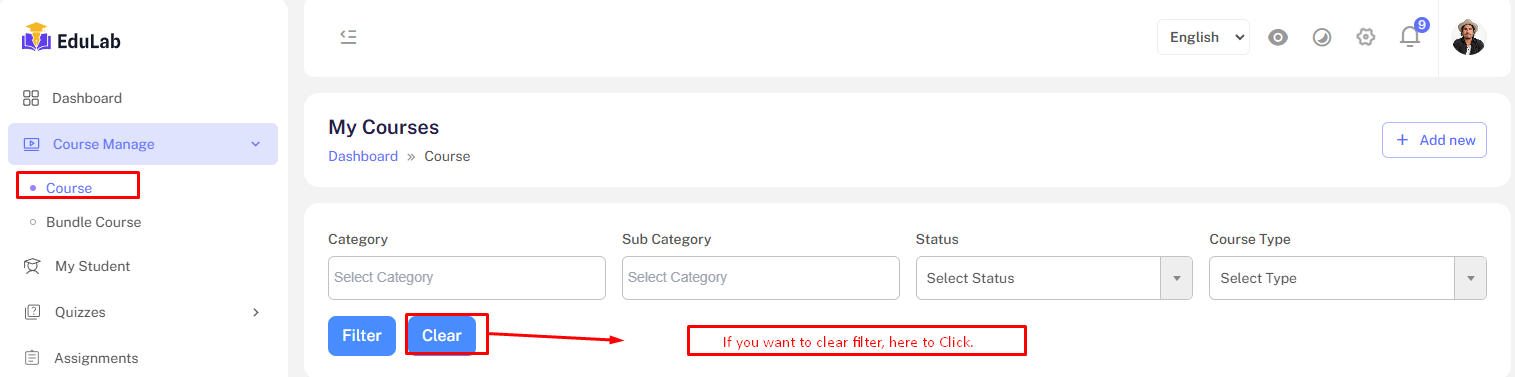 EduLab
English
9
Dashboard
Course Manage
My Courses
Add new
Dashboard » Course
Course
Bundle Course
Category
Sub Category
Status
Course Type
My Student
Select Category
Select Category
Select Status
Select Type
Quizzes
Filter
Clear
If you want to clear filter, here to Click.
Assignments